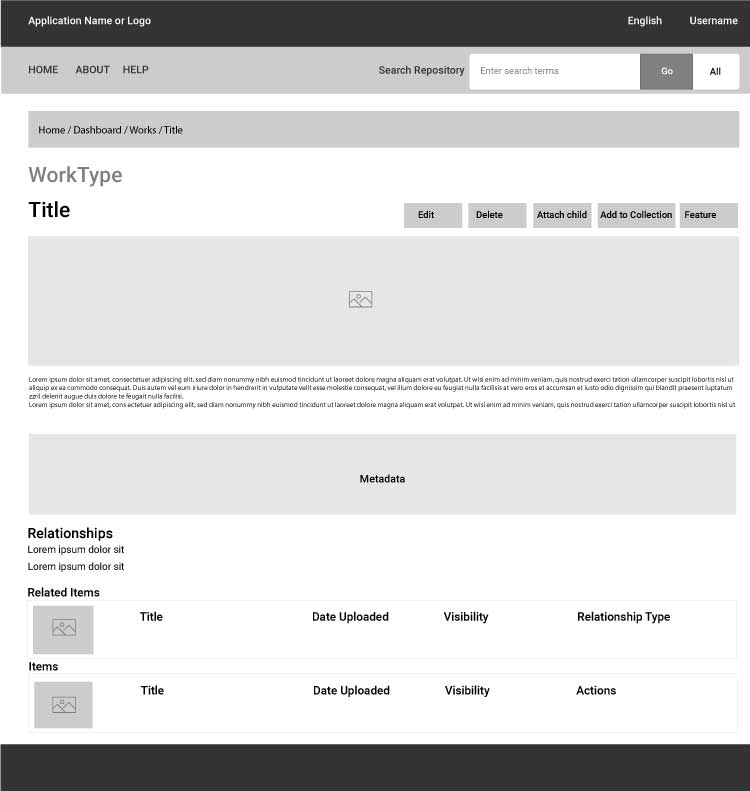 Application Name or Logo English Username
HOME ABOUT HELP Search Repository Enter search terms Go All
Home / Dashboard / Works / Title
WorkType
Title
Edit Delete Attach child Add to Collection Feature
Lorem ipsum dolor sit amet, consectetuer adipiscing elit, sed diam nonummy nibh euismod tincidunt ut laoreet dolore magna aliquam erat volutpat. Ut wisi enim ad minim veniam, quis nostrud exerci tation ullamcorper suscipit lobortis nisl ut
aliquip ex ea commodo consequat. Duis autem vel eum iriure dolor in hendrerit in vulputate velit esse molestie consequat, vel illum dolore eu feugiat nulla facilisis at vero eros et accumsan et iusto odio dignissim qui blandit praesent luptatum
zzril delenit augue duis dolore te feugait nulla facilisi.
Lorem ipsum dolor sit amet, cons ectetuer adipiscing elit, sed diam nonummy nibh euismod tincidunt ut laoreet dolore magna aliquam erat volutpat. Ut wisi enim ad minim veniam, quis nostrud exerci tation ullamcorper suscipit lobortis nisl ut
Metadata
Relationships
Lorem ipsum dolor sit
Lorem ipsum dolor sit
Related Items
Title Date Uploaded Visibility Relationship Type
Items
Title Date Uploaded Visibility Actions